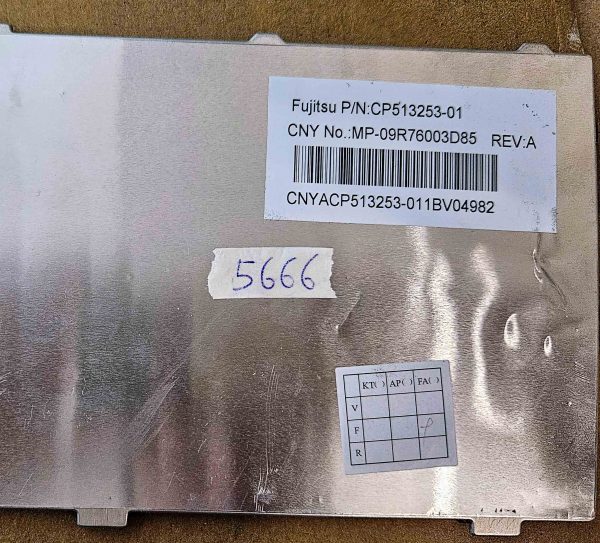 Fujitsu P/N:CP513253-01
CNY No.:MP-09R76003D85 REV:A
CNYACP513253-011BV04982
5666
KT( ) AP( ) FA( )
V
F
R